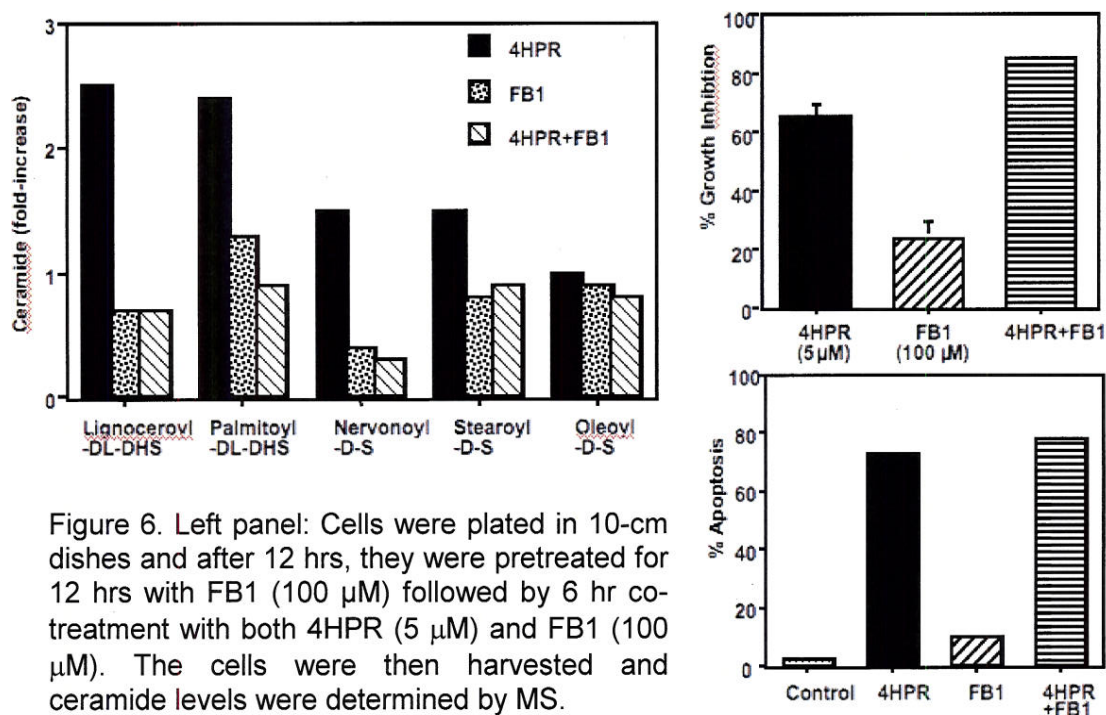 3
2
1
0
Ceramide (fold-increase)
4HPR
FB1
4HPR+FB1
Lignoceroyl
-DL-DHS
Palmitoyl
-DL-DHS
Nervonoyl
-D-S
Stearoyl
-D-S
Oleoyl
-D-S
100
80
60
40
20
0
% Growth Inhibtion
4HPR
(5 µM)
FB1
(100 µM)
4HPR+FB1
100
80
60
40
20
0
% Apoptosis
Control
4HPR
FB1
4HPR
+FB1
Figure 6. Left panel: Cells were plated in 10-cm
dishes and after 12 hrs, they were pretreated for
12 hrs with FB1 (100 µM) followed by 6 hr co-
treatment with both 4HPR (5 µM) and FB1 (100
µM). The cells were then harvested and
ceramide levels were determined by MS.